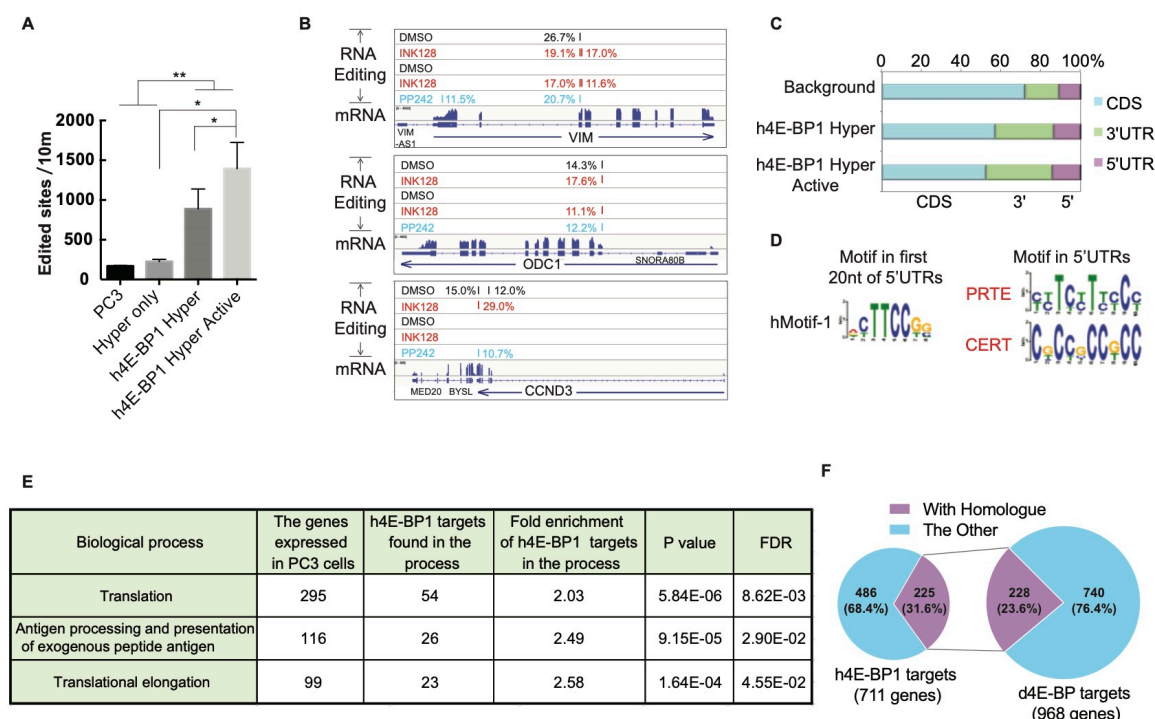 A
Edited sites /10m
2000
1500
1000
500
0
**
*
*
PC3
Hyper only
h4E-BP1 Hyper
h4E-BP1 Hyper Active
B
RNA
Editing
mRNA
DMSO 26.7%
INK128 19.1% 17.0%
DMSO
INK128 17.0% 11.6%
PP242 11.5% 20.7%
VIM
-AS1
VIM
RNA
Editing
mRNA
DMSO 14.3%
INK128 17.6%
DMSO
INK128 11.1%
PP242 12.2%
ODC1
SNORA80B
RNA
Editing
mRNA
DMSO 15.0% 12.0%
INK128 29.0%
DMSO
INK128
PP242 10.7%
MED20 BYSL CCND3
C
0 20 40 60 80 100%
Background
h4E-BP1 Hyper
h4E-BP1 Hyper
Active
CDS 3' 5'
CDS
3'UTR
5'UTR
D
Motif in first
20nt of 5'UTRs
hMotif-1
Motif in 5'UTRs
PRTE
CERT
E
Biological process
The genes
expressed
in PC3 cells
h4E-BP1 targets
found in the
process
Fold enrichment
of h4E-BP1 targets
in the process
P value
FDR
Translation 295 54 2.03 5.84E-06 8.62E-03
Antigen processing and presentation
of exogenous peptide antigen
116 26 2.49 9.15E-05 2.90E-02
Translational elongation 99 23 2.58 1.64E-04 4.55E-02
F
With Homologue
The Other
486
(68.4%)
225
(31.6%)
228
(23.6%)
740
(76.4%)
h4E-BP1 targets
(711 genes)
d4E-BP targets
(968 genes)